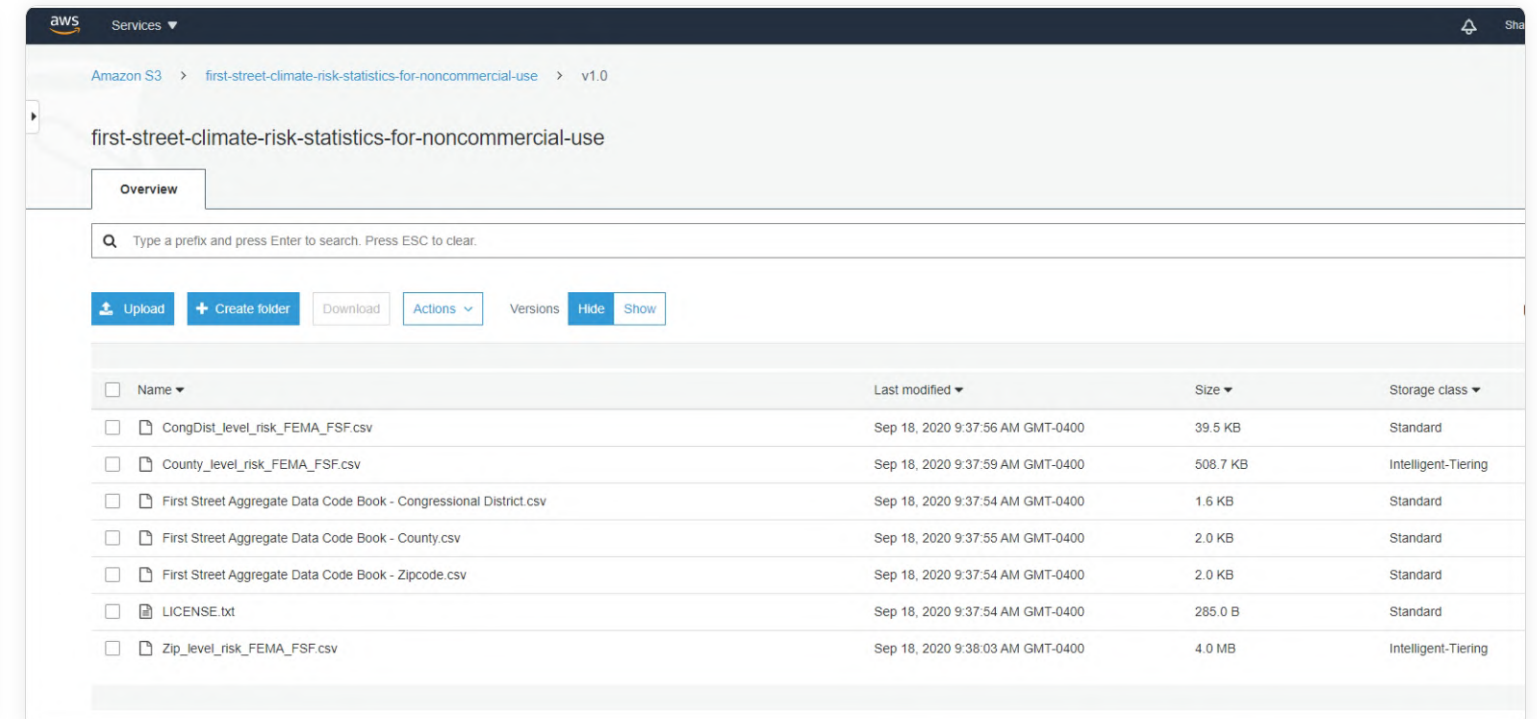 aws Services Sha
Amazon S3 > first-street-climate-risk-statistics-for-noncommercial-use > v1.0
first-street-climate-risk-statistics-for-noncommercial-use
Overview
Type a prefix and press Enter to search. Press ESC to clear.
Upload + Create folder Download Actions Versions Hide Show
Name Last modified Size Storage class
CongDist_level_risk_FEMA_FSF.csv Sep 18, 2020 9:37:56 AM GMT-0400 39.5 KB Standard
County_level_risk_FEMA_FSF.csv Sep 18, 2020 9:37:59 AM GMT-0400 508.7 KB Intelligent-Tiering
First Street Aggregate Data Code Book - Congressional District.csv Sep 18, 2020 9:37:54 AM GMT-0400 1.6 KB Standard
First Street Aggregate Data Code Book - County.csv Sep 18, 2020 9:37:55 AM GMT-0400 2.0 KB Standard
First Street Aggregate Data Code Book - Zipcode.csv Sep 18, 2020 9:37:54 AM GMT-0400 2.0 KB Standard
LICENSE.txt Sep 18, 2020 9:37:54 AM GMT-0400 285.0 B Standard
Zip_level_risk_FEMA_FSF.csv Sep 18, 2020 9:38:03 AM GMT-0400 4.0 MB Intelligent-Tiering